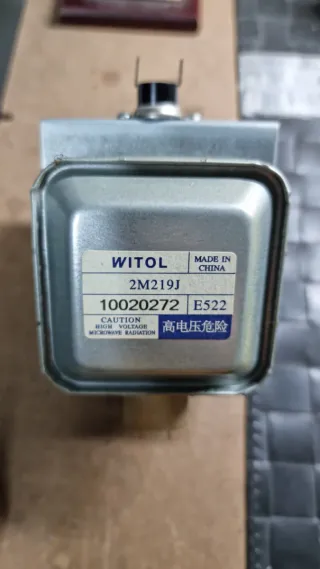 WITOL
MADE IN
CHINA
2M219J
10020272
E522
CAUTION
HIGH VOLTAGE
MICROWAVE RADIATION
高电压危险